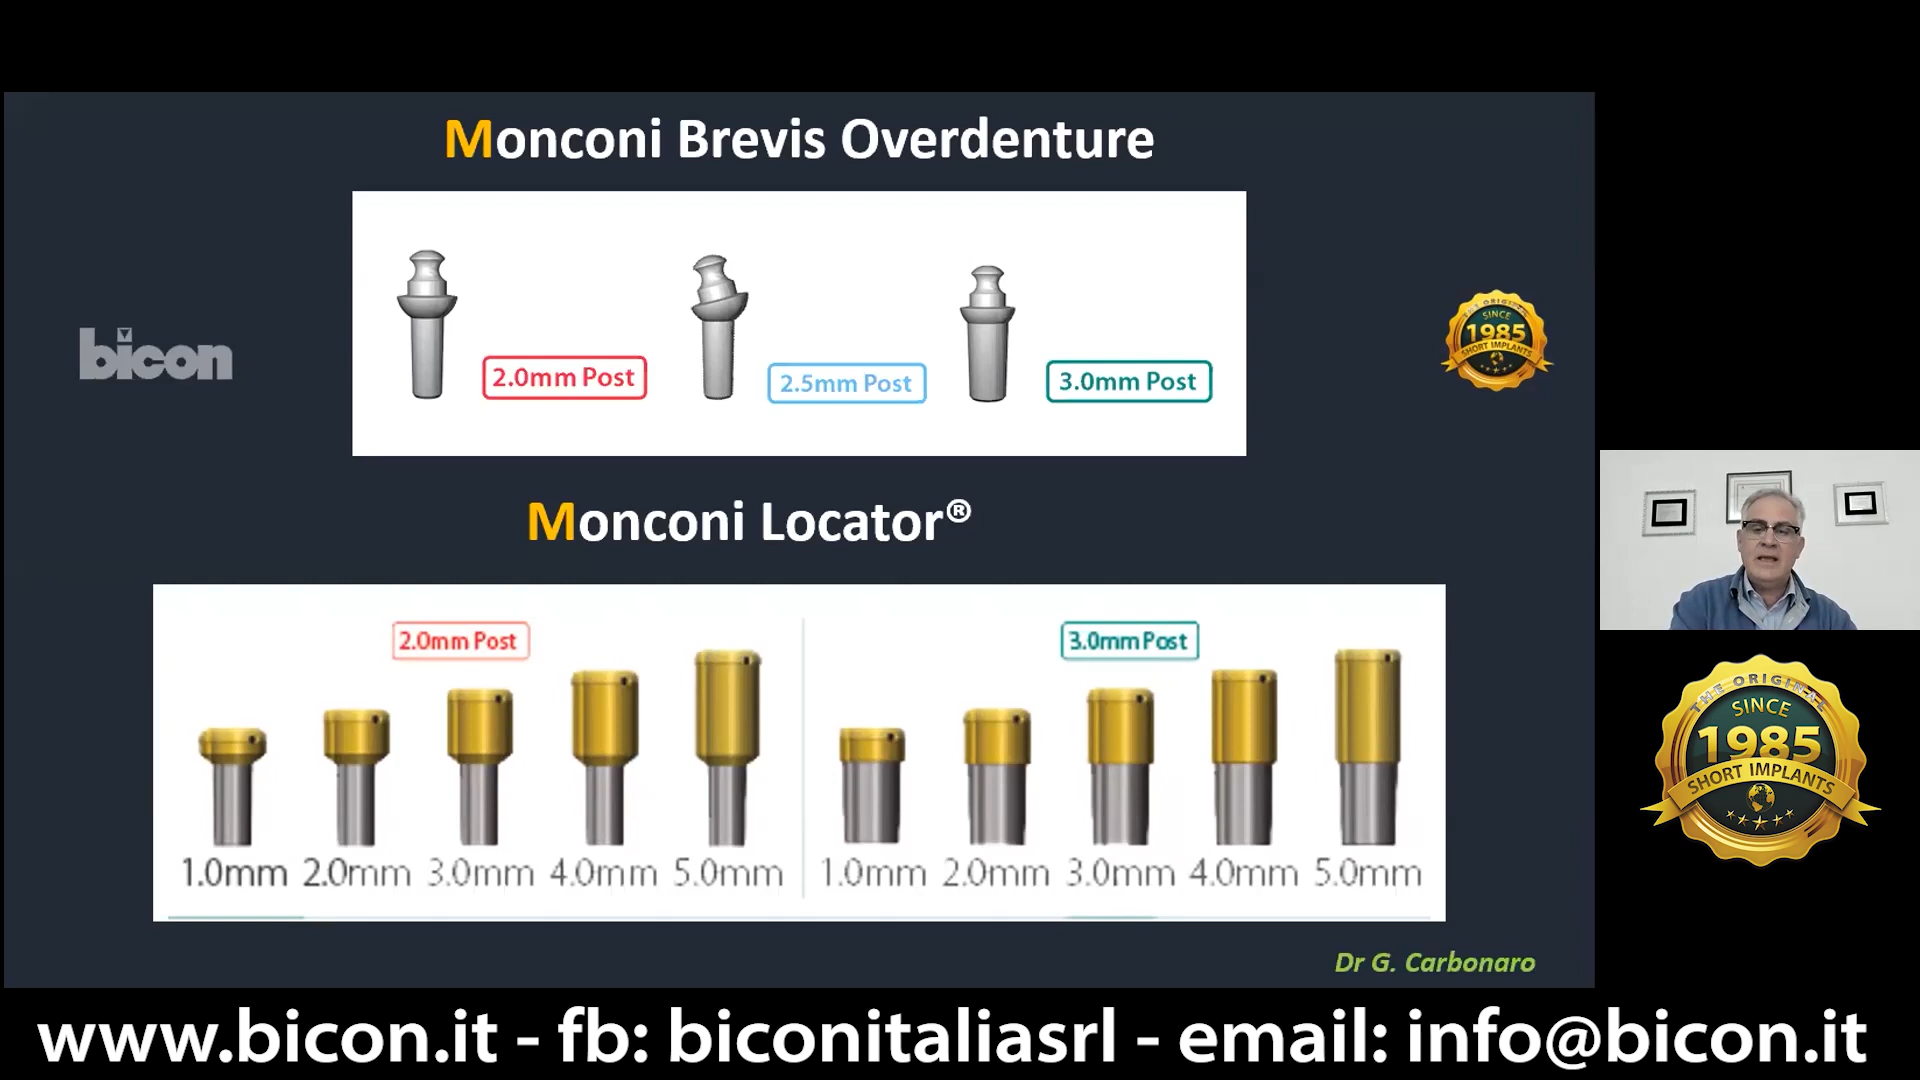 Monconi Brevis Overdenture
2.0mm Post
2.5mm Post
3.0mm Post
bicon
THE ORIGINAL
SINCE
1985
SHORT IMPLANTS
Monconi Locator®
2.0mm Post
3.0mm Post
1.0mm 2.0mm 3.0mm 4.0mm 5.0mm
1.0mm 2.0mm 3.0mm 4.0mm 5.0mm
Dr G. Carbonaro
THE ORIGINAL
SINCE
1985
SHORT IMPLANTS
www.bicon.it - fb: biconitaliasrl - email: info@bicon.it